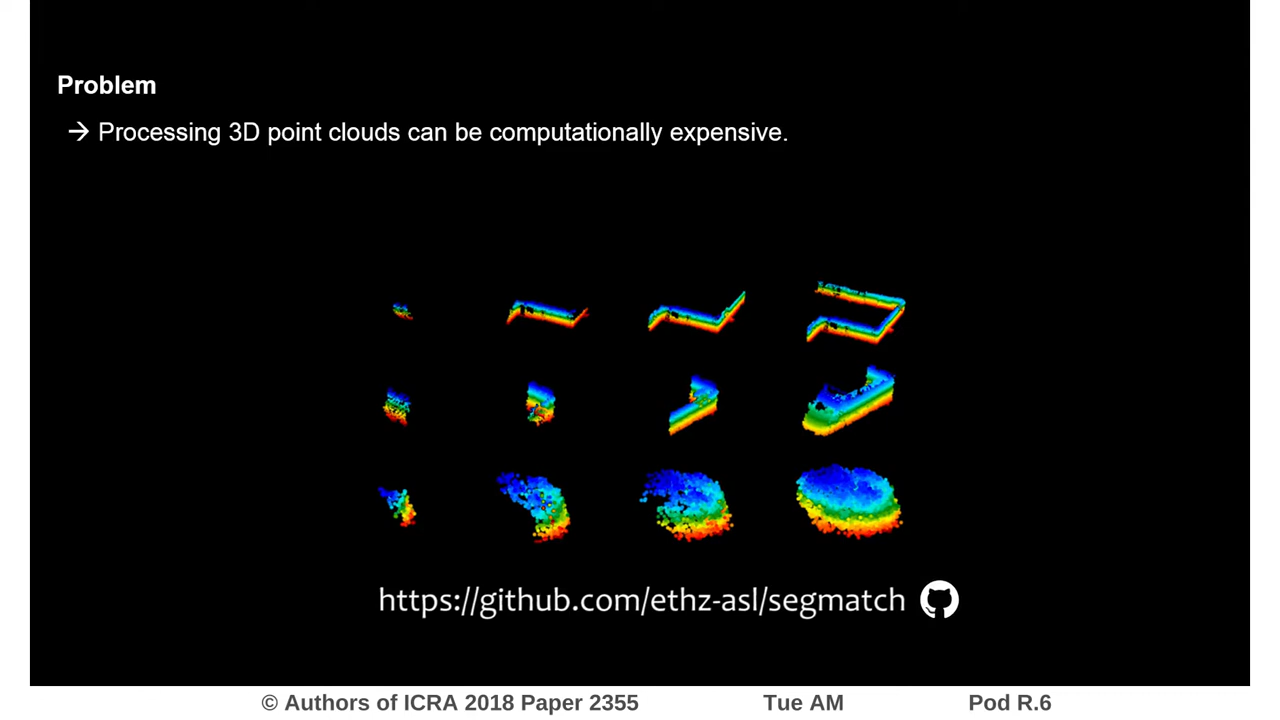 Problem
→ Processing 3D point clouds can be computationally expensive.
https://github.com/ethz-asl/segmatch
© Authors of ICRA 2018 Paper 2355 Tue AM Pod R.6